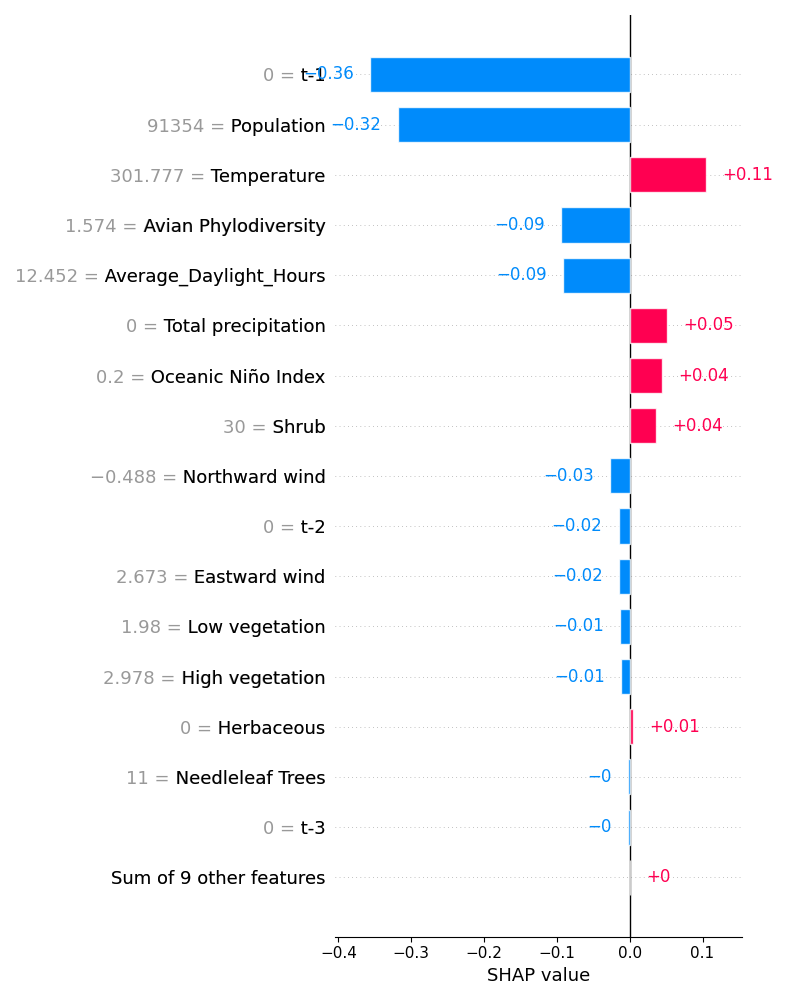 0 = t-1 −0.36
91354 = Population −0.32
301.777 = Temperature +0.11
1.574 = Avian Phylodiversity −0.09
12.452 = Average_Daylight_Hours −0.09
0 = Total precipitation +0.05
0.2 = Oceanic Niño Index +0.04
30 = Shrub +0.04
−0.488 = Northward wind −0.03
0 = t-2 −0.02
2.673 = Eastward wind −0.02
1.98 = Low vegetation −0.01
2.978 = High vegetation −0.01
0 = Herbaceous +0.01
11 = Needleleaf Trees −0
0 = t-3 −0
Sum of 9 other features +0
−0.4 −0.3 −0.2 −0.1 0.0 0.1
SHAP value